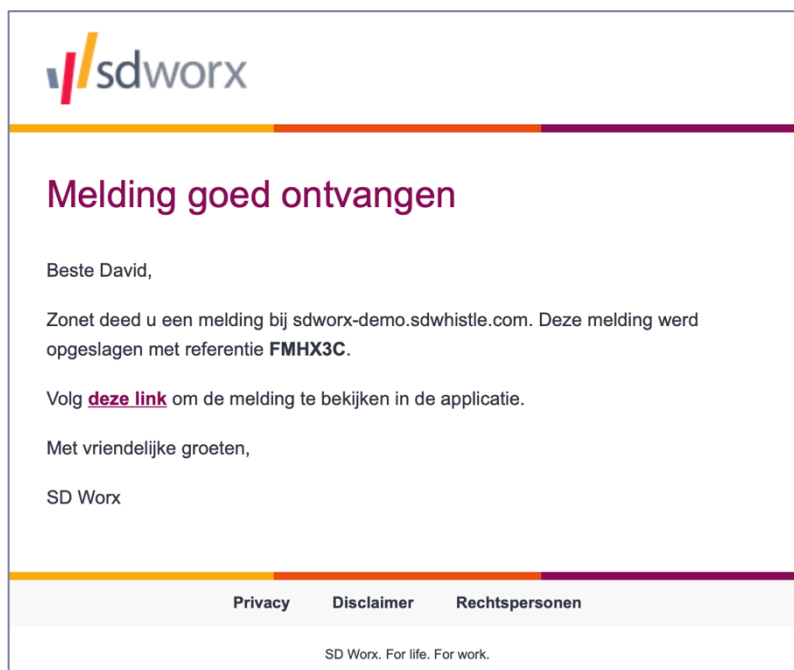 sdworx
Melding goed ontvangen
Beste David,
Zonet deed u een melding bij sdworx-demo.sdwhistle.com. Deze melding werd
opgeslagen met referentie FMHX3C.
Volg deze link om de melding te bekijken in de applicatie.
Met vriendelijke groeten,
SD Worx
Privacy Disclaimer Rechtspersonen
SD Worx. For life. For work.